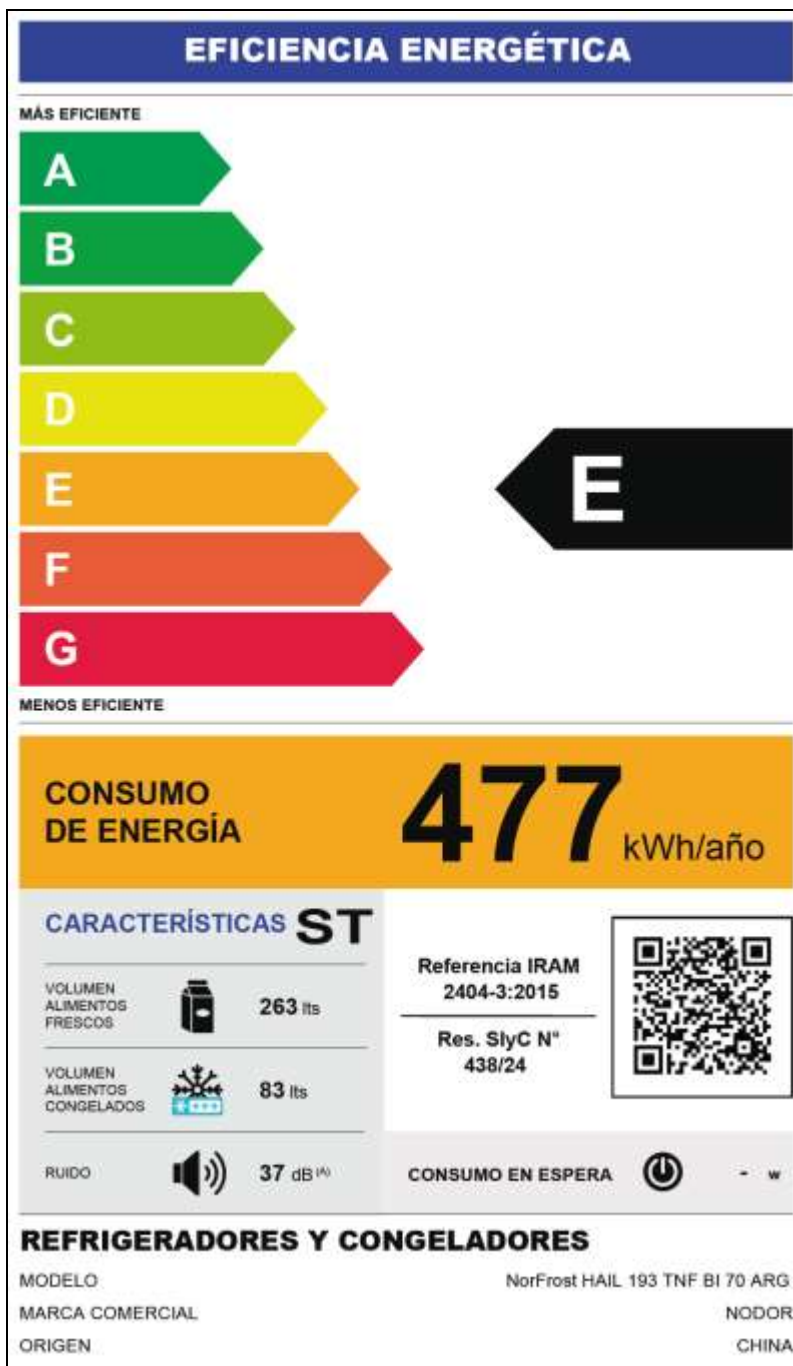 EFICIENCIA ENERGÉTICA
MÁS EFICIENTE
A
B
C
D
E
F
G
E
MENOS EFICIENTE
CONSUMO
DE ENERGÍA
477 kWh/año
CARACTERÍSTICAS ST
VOLUMEN
ALIMENTOS
FRESCOS
263 lts
VOLUMEN
ALIMENTOS
CONGELADOS
83 lts
RUIDO
37 dB (A)
Referencia IRAM
2404-3:2015
Res. SIyC N°
438/24
CONSUMO EN ESPERA - w
REFRIGERADORES Y CONGELADORES
MODELO NorFrost HAIL 193 TNF BI 70 ARG
MARCA COMERCIAL NODOR
ORIGEN CHINA